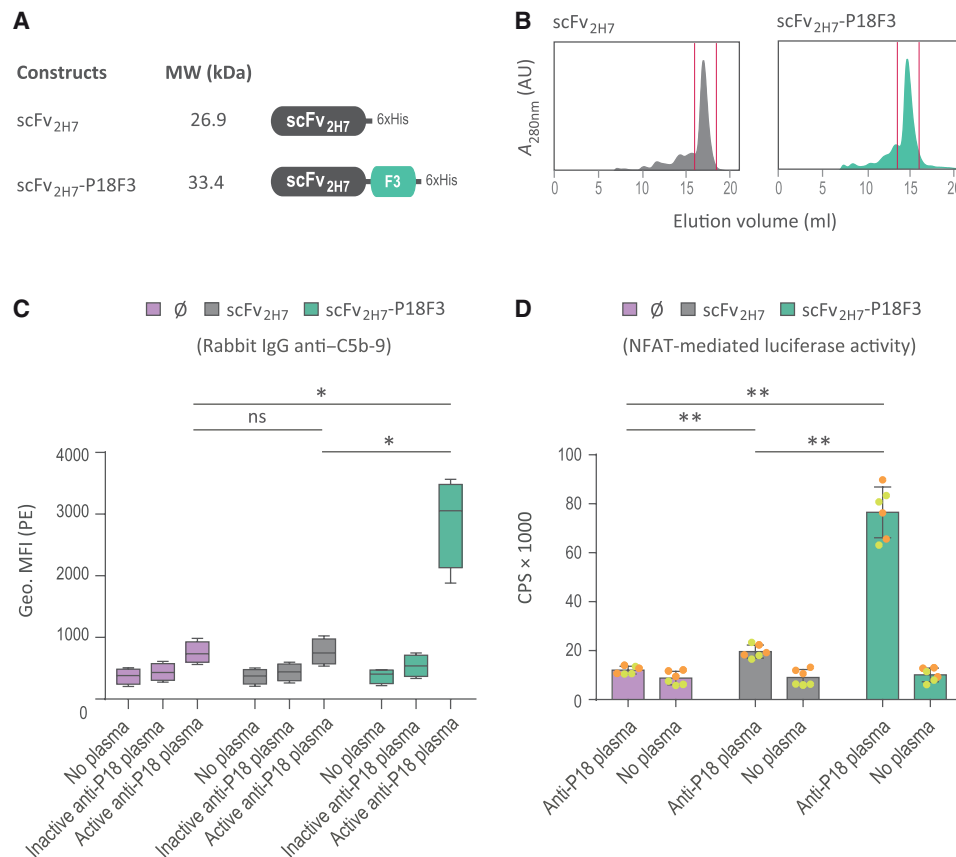 A
Constructs MW (kDa)
scFv2H7 26.9 scFv2H7 6xHis
scFv2H7-P18F3 33.4 scFv2H7 F3 6xHis
B
scFv2H7 scFv2H7-P18F3
A280nm (AU)
0 5 10 15 20 0 5 10 15 20
Elution volume (ml)
C
Ø scFv2H7 scFv2H7-P18F3
(Rabbit IgG anti–C5b-9)
*
ns
*
Geo. MFI (PE)
4000
3000
2000
1000
0
No plasma
Inactive anti-P18 plasma
Active anti-P18 plasma
No plasma
Inactive anti-P18 plasma
Active anti-P18 plasma
No plasma
Inactive anti-P18 plasma
Active anti-P18 plasma
D
Ø scFv2H7 scFv2H7-P18F3
(NFAT-mediated luciferase activity)
**
**
**
CPS × 1000
100
80
60
40
20
0
Anti-P18 plasma
No plasma
Anti-P18 plasma
No plasma
Anti-P18 plasma
No plasma